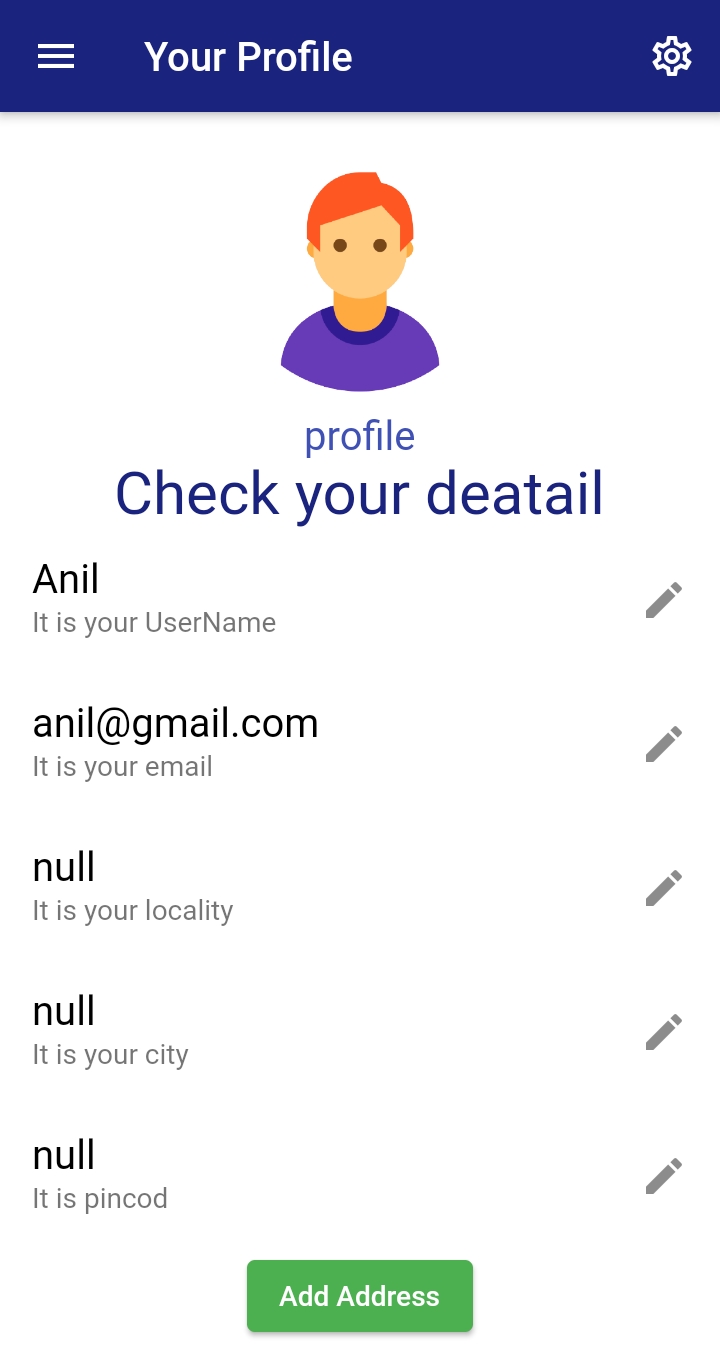 Your Profile
profile
Check your deatail
Anil
It is your UserName
anil@gmail.com
It is your email
null
It is your locality
null
It is your city
null
It is pincod
Add Address